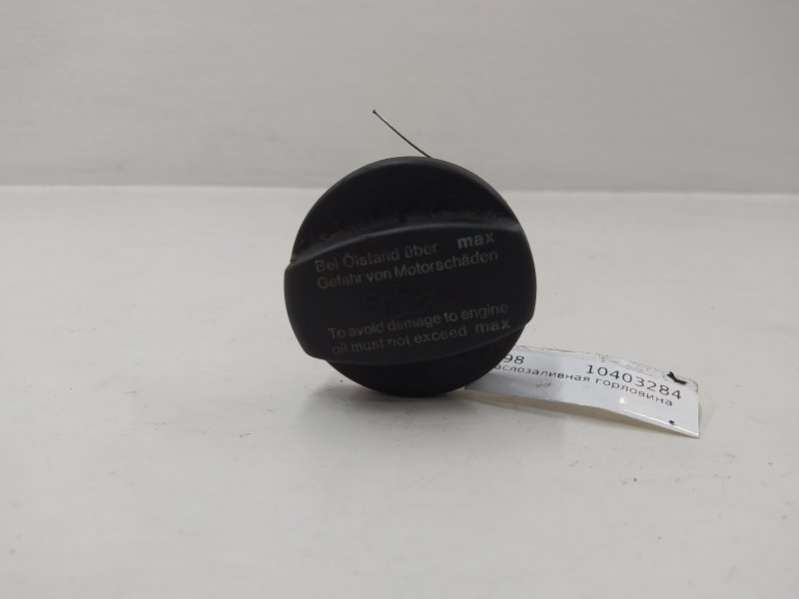 Bei Ölstand über max
Gefahr von Motorschäden
To avoid damage to engine
oil must not exceed max
98 10403284
аслозаливная горловина